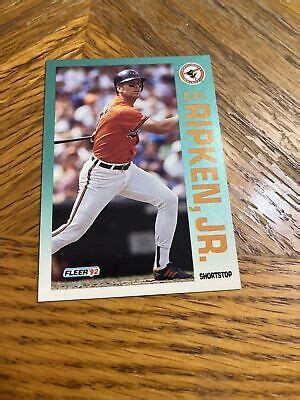 CAL
RIPKEN, JR.
SHORTSTOP
FLEER '92